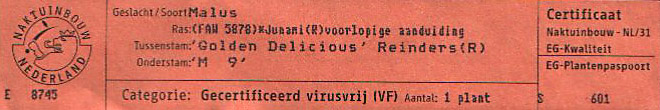 NAKTUINBOUW
NEDERLAND
E 8745
Geslacht/Soort: Malus
Ras: (FAW 5878)*Junami(R)voorlopige aanduiding
Tussenstam: 'Golden Delicious' Reinders(R)
Onderstam: 'M 9'
Categorie: Gecertificeerd virusvrij (VF) Aantal: 1 plant
Certificaat
Naktuinbouw - NL/31
EG-Kwaliteit
EG-Plantenpaspoort
S 601